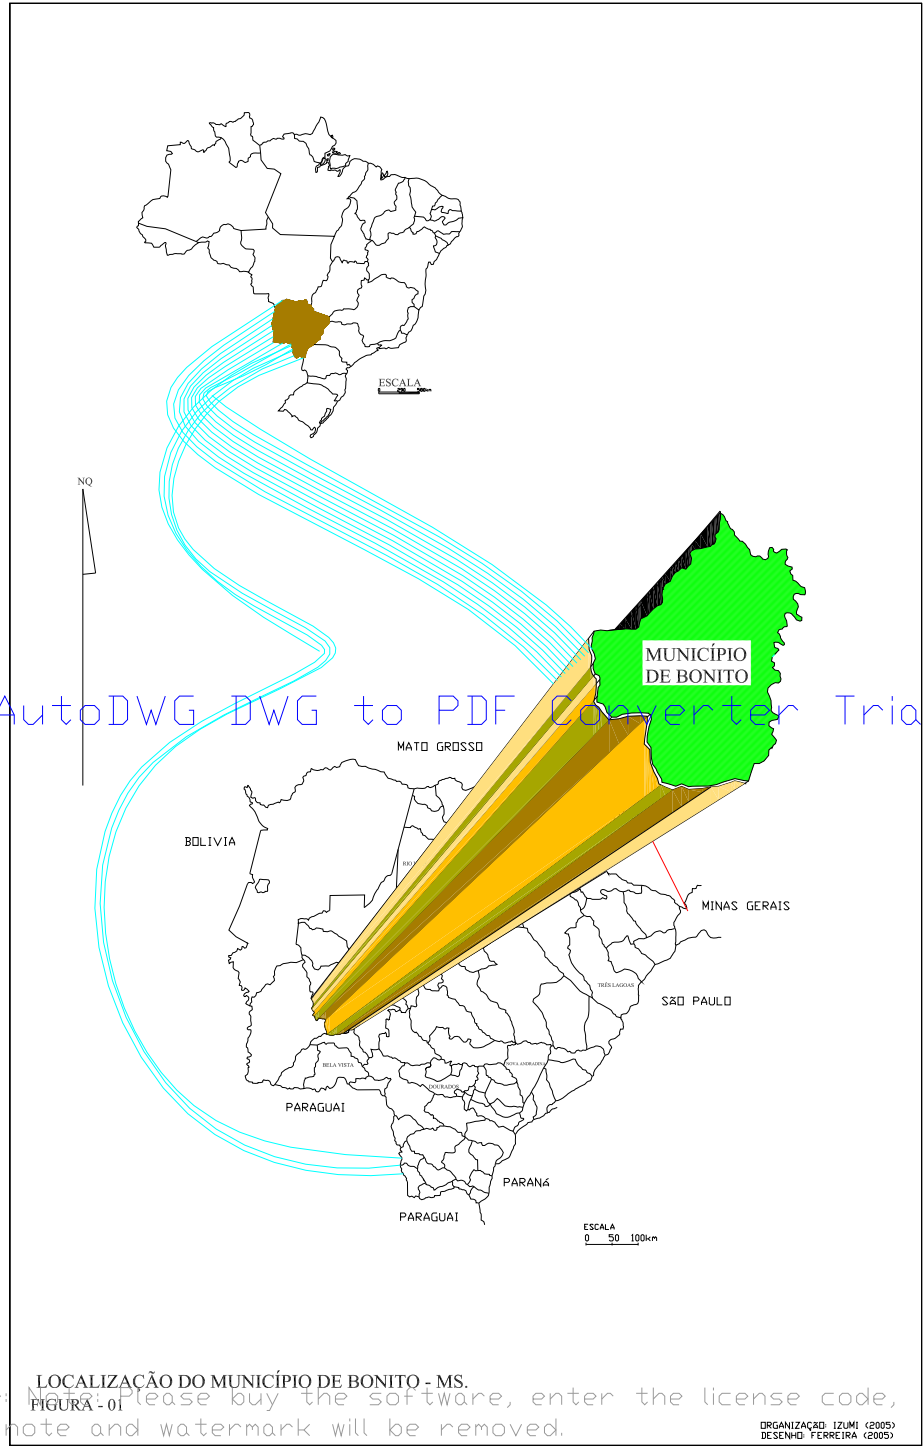 ESCALA
NQ
MUNICÍPIO
DE BONITO
AutoDWG DWG to PDF Converter Tria
MATO GROSSO
BOLIVIA
MINAS GERAIS
TRÊS LAGOAS
SÃO PAULO
BELA VISTA
NOVA ANDRADINA
DOURADOS
PARAGUAI
PARANá
PARAGUAI
ESCALA
0 50 100km
LOCALIZAÇÃO DO MUNICÍPIO DE BONITO - MS.
Note: Please buy the software, enter the license code,
FIGURA - 01
note and watermark will be removed.
ORGANIZAÇÃO: IZUMI (2005)
DESENHO: FERREIRA (2005)